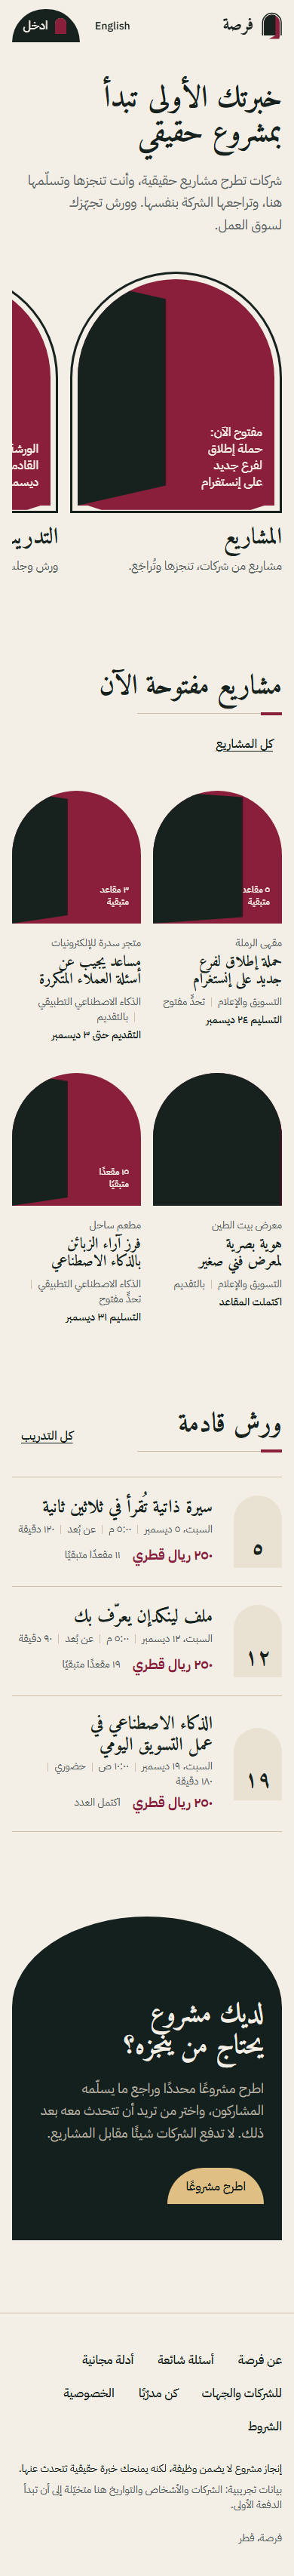 فرصة
English
ادخل
خبرتك الأولى تبدأ
بمشروع حقيقي
شركات تطرح مشاريع حقيقية، وأنت تنجزها وتسلّمها
هنا، وتراجعها الشركة بنفسها. وورش تجهّزك
لسوق العمل.
مفتوح الآن:
حملة إطلاق
لفرع جديد
على إنستغرام
المشاريع
مشاريع من شركات، تنجزها وتُراجَع.
مشاريع مفتوحة الآن
كل المشاريع
٥ مقاعد
متبقية
مقهى الرملة
حملة إطلاق لفرع
جديد على إنستغرام
التسويق والإعلام | تحدٍّ مفتوح
التسليم ٢٤ ديسمبر
٣ مقاعد
متبقية
متجر سدرة للإلكترونيات
مساعد يجيب عن
أسئلة العملاء المتكررة
الذكاء الاصطناعي التطبيقي
| بالتقديم
التقديم حتى ٣ ديسمبر
معرض بيت الطين
هوية بصرية
لمعرض فني صغير
التسويق والإعلام | بالتقديم
اكتملت المقاعد
١٥ مقعدًا
متبقيًا
مطعم ساحل
فرز آراء الزبائن
بالذكاء الاصطناعي
الذكاء الاصطناعي التطبيقي |
تحدٍّ مفتوح
التسليم ٣١ ديسمبر
ورش قادمة
كل التدريب
٥
سيرة ذاتية تُقرأ في ثلاثين ثانية
السبت، ٥ ديسمبر | ٥:٠٠ م | عن بُعد | ١٢٠ دقيقة
٢٥٠ ريال قطري ١١ مقعدًا متبقيًا
١٢
ملف لينكدإن يعرّف بك
السبت، ١٢ ديسمبر | ٥:٠٠ م | عن بُعد | ٩٠ دقيقة
٢٥٠ ريال قطري ١٩ مقعدًا متبقيًا
١٩
الذكاء الاصطناعي في
عمل التسويق اليومي
السبت، ١٩ ديسمبر | ١٠:٠٠ ص | حضوري |
١٨٠ دقيقة
٢٥٠ ريال قطري اكتمل العدد
لديك مشروع
يحتاج من ينجزه؟
اطرح مشروعًا محددًا وراجع ما يسلّمه
المشاركون، واختر من تريد أن تتحدث معه بعد
ذلك. لا تدفع الشركات شيئًا مقابل المشاريع.
اطرح مشروعًا
عن فرصة أسئلة شائعة أدلة مجانية
للشركات والجهات كن مدرّبًا الخصوصية
الشروط
إنجاز مشروع لا يضمن وظيفة، لكنه يمنحك خبرة حقيقية تتحدث عنها.
بيانات تجريبية: الشركات والأشخاص والتواريخ هنا متخيّلة إلى أن تبدأ
الدفعة الأولى.
فرصة، قطر